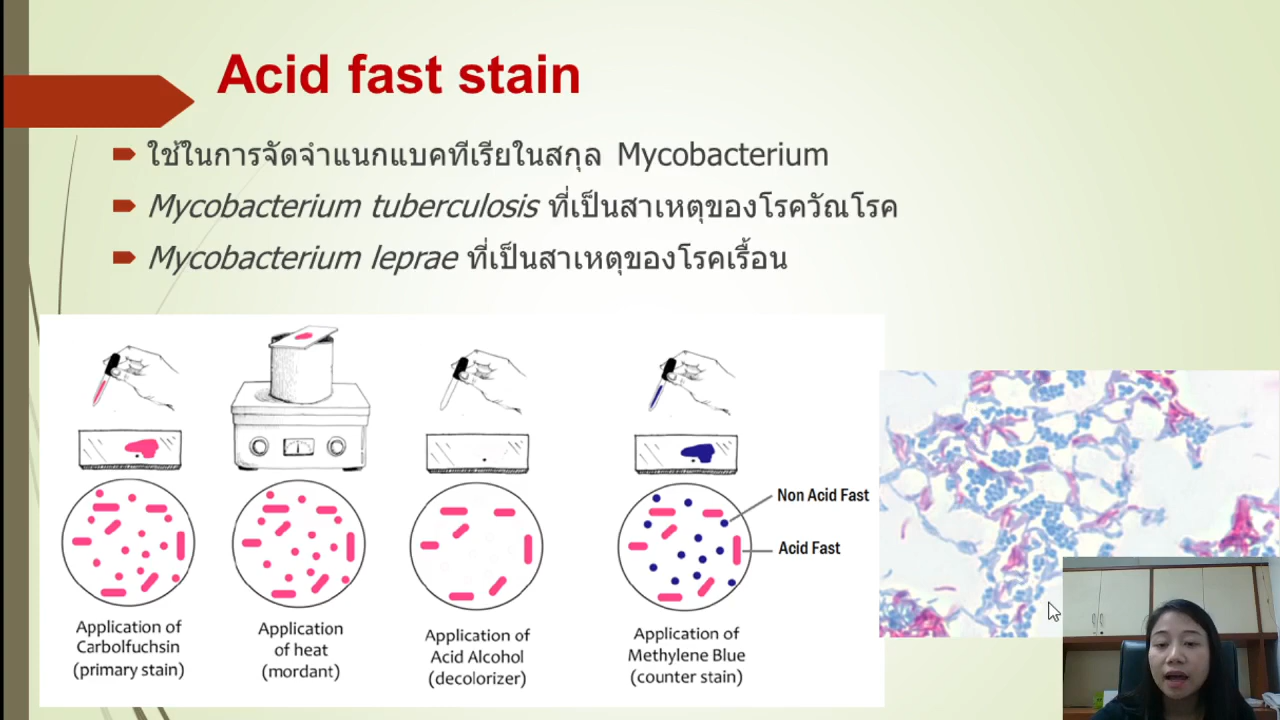 Acid fast stain
ใช้ในการจัดจำแนกแบคทีเรียในสกุล Mycobacterium
Mycobacterium tuberculosis ที่เป็นสาเหตุของโรควัณโรค
Mycobacterium leprae ที่เป็นสาเหตุของโรคเรื้อน
Non Acid Fast
Acid Fast
Application of
Carbolfuchsin
(primary stain)
Application
of heat
(mordant)
Application of
Acid Alcohol
(decolorizer)
Application of
Methylene Blue
(counter stain)